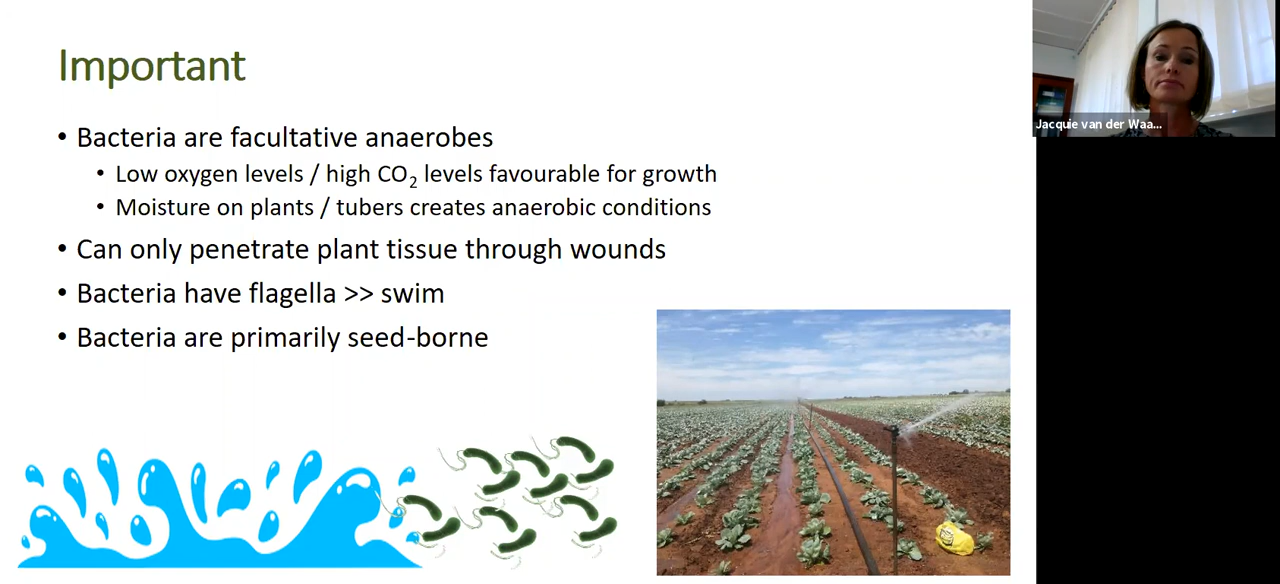 Important
• Bacteria are facultative anaerobes
• Low oxygen levels / high CO₂ levels favourable for growth
• Moisture on plants / tubers creates anaerobic conditions
• Can only penetrate plant tissue through wounds
• Bacteria have flagella >> swim
• Bacteria are primarily seed-borne
Jacquie van der Waa...